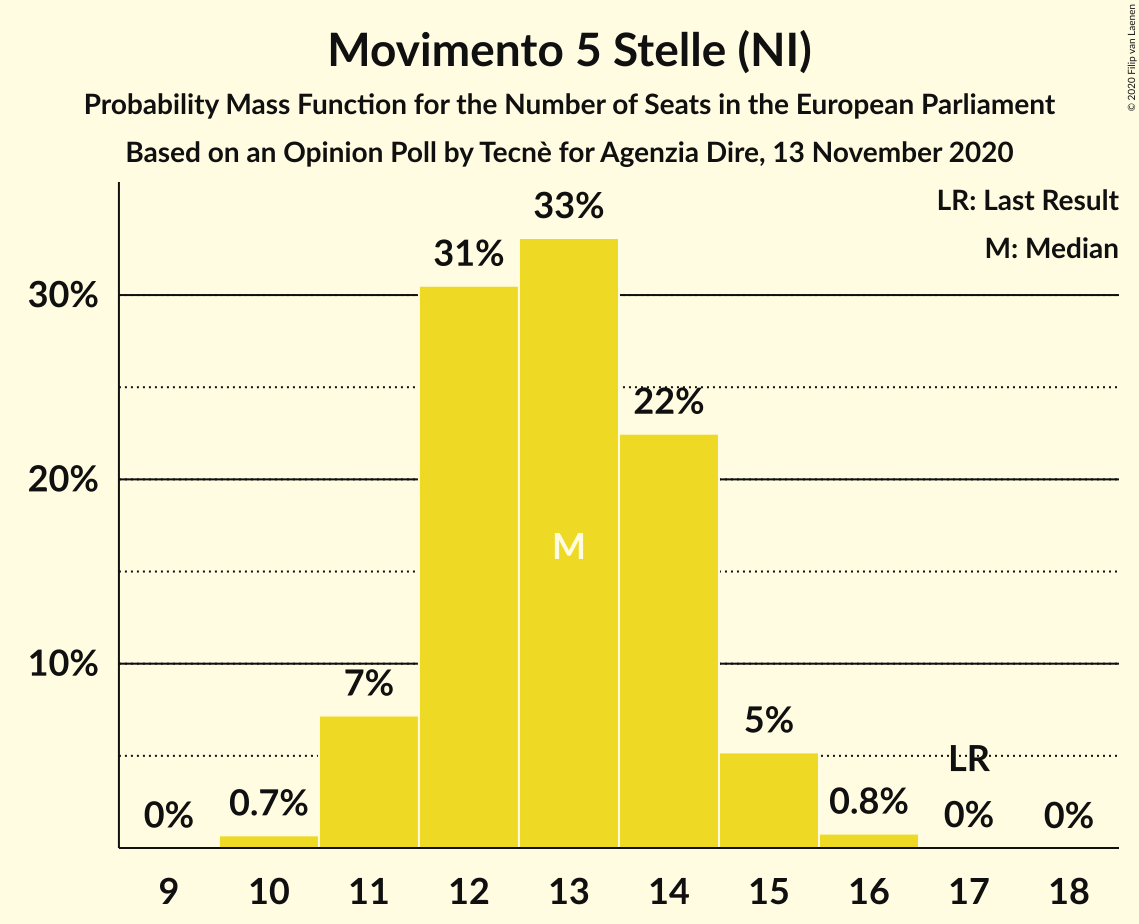 Movimento 5 Stelle (NI)
Probability Mass Function for the Number of Seats in the European Parliament
Based on an Opinion Poll by Tecnè for Agenzia Dire, 13 November 2020
© 2020 Filip van Laenen
LR: Last Result
M: Median
33%
31%
30%
22%
20%
M
10%
7%
5%
LR
0%
0.7%
0.8%
0%
0%
9 10 11 12 13 14 15 16 17 18